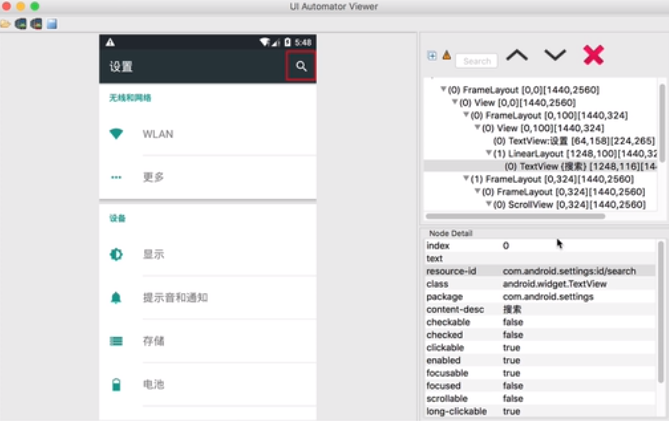 UI Automator Viewer
5:48
设置
无线和网络
WLAN
更多
设备
显示
提示音和通知
存储
电池
Search
(0) FrameLayout [0,0][1440,2560]
(0) View [0,0][1440,2560]
(0) FrameLayout [0,100][1440,324]
(0) View [0,100][1440,324]
(0) TextView:设置 [64,158][224,265]
(1) LinearLayout [1248,100][1440,32
(0) TextView {搜索} [1248,116][14
(1) FrameLayout [0,324][1440,2560]
(0) FrameLayout [0,324][1440,2560]
(0) ScrollView [0,324][1440,2560]
Node Detail
index 0
text
resource-id com.android.settings:id/search
class android.widget.TextView
package com.android.settings
content-desc 搜索
checkable false
checked false
clickable true
enabled true
focusable true
focused false
scrollable false
long-clickable true